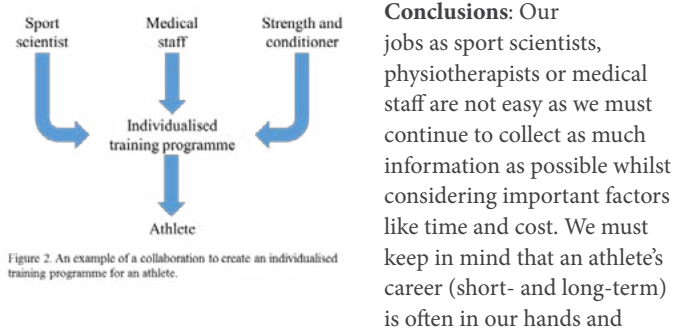 Sport
scientist
Medical
staff
Strength and
conditioner
Individualised
training programme
Athlete
Figure 2. An example of a collaboration to create an individualised
training programme for an athlete.
Conclusions: Our
jobs as sport scientists,
physiotherapists or medical
staff are not easy as we must
continue to collect as much
information as possible whilst
considering important factors
like time and cost. We must
keep in mind that an athlete’s
career (short- and long-term)
is often in our hands and